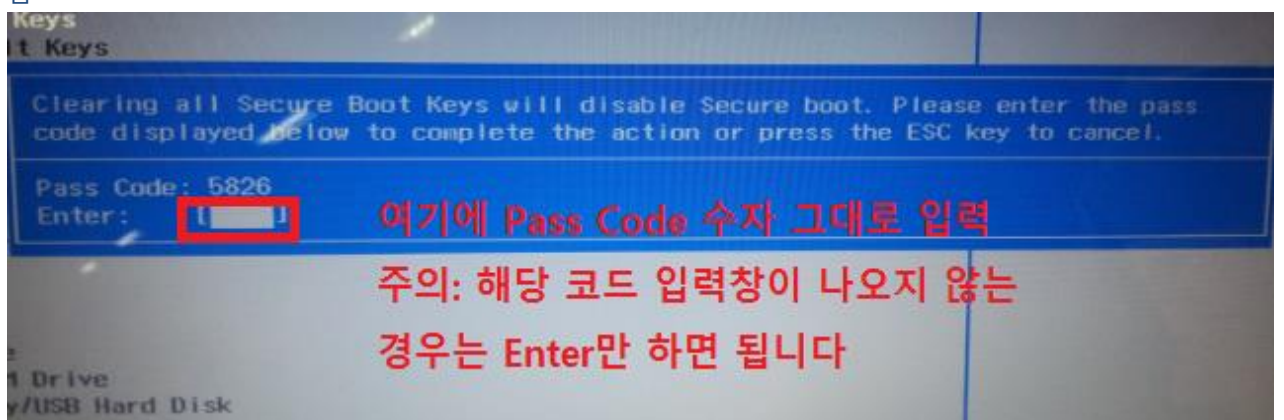 Keys
it Keys
Clearing all Secure Boot Keys will disable Secure boot. Please enter the pass
code displayed below to complete the action or press the ESC key to cancel.
Pass Code: 5826
Enter: [ ]
여기에 Pass Code 수자 그대로 입력
주의: 해당 코드 입력창이 나오지 않는
경우는 Enter만 하면 됩니다
Drive
/USB Hard Disk